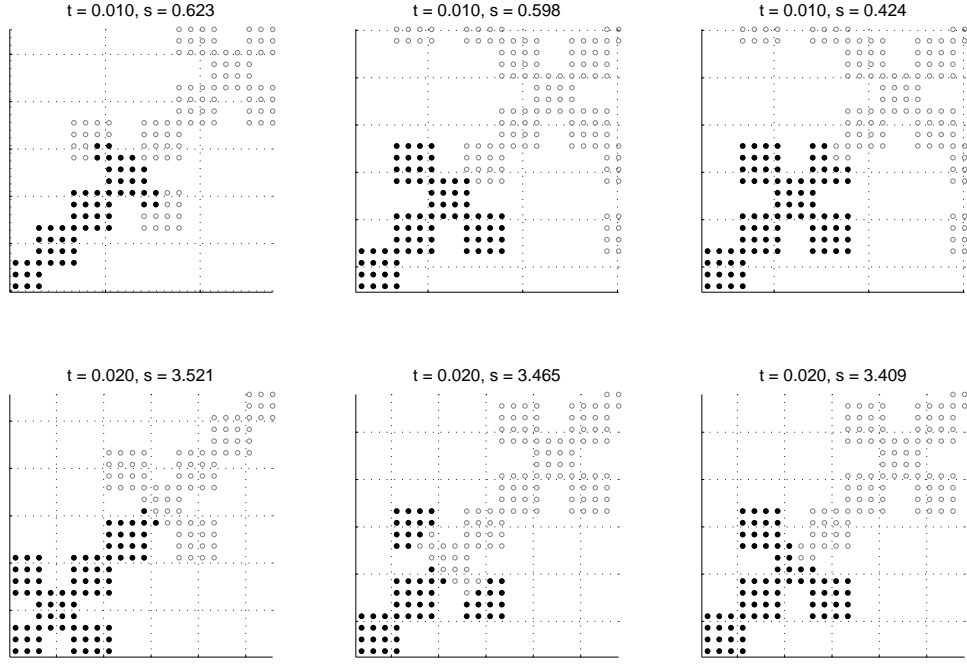 t = 0.010, s = 0.623
t = 0.010, s = 0.598
t = 0.010, s = 0.424
t = 0.020, s = 3.521
t = 0.020, s = 3.465
t = 0.020, s = 3.409